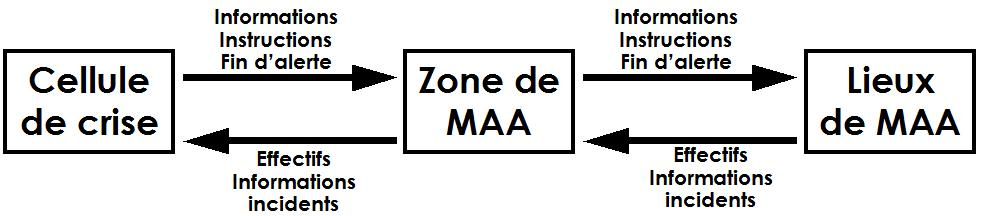 Informations
Instructions
Fin d’alerte
Informations
Instructions
Fin d’alerte
Cellule
de crise
Zone de
MAA
Lieux
de MAA
Effectifs
Informations
incidents
Effectifs
Informations
incidents